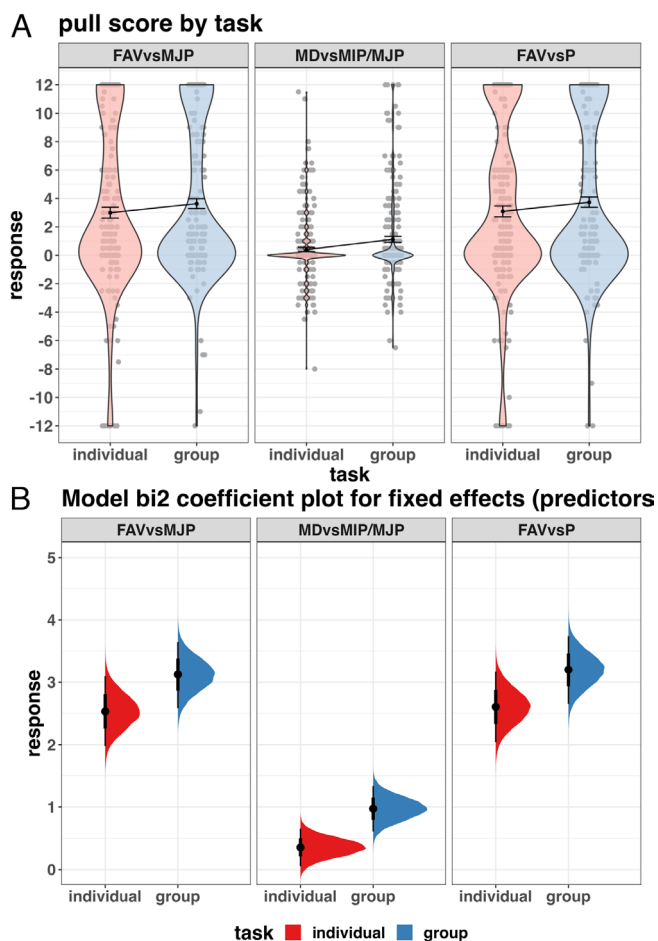 A pull score by task
FAVvsMJP MDvsMIP/MJP FAVvsP
12
10
8
6
4
2
0
-2
-4
-6
-8
-10
-12
response
individual group individual group individual group
task
B Model bi2 coefficient plot for fixed effects (predictors
FAVvsMJP MDvsMIP/MJP FAVvsP
5
4
3
2
1
0
response
individual group individual group individual group
task individual group